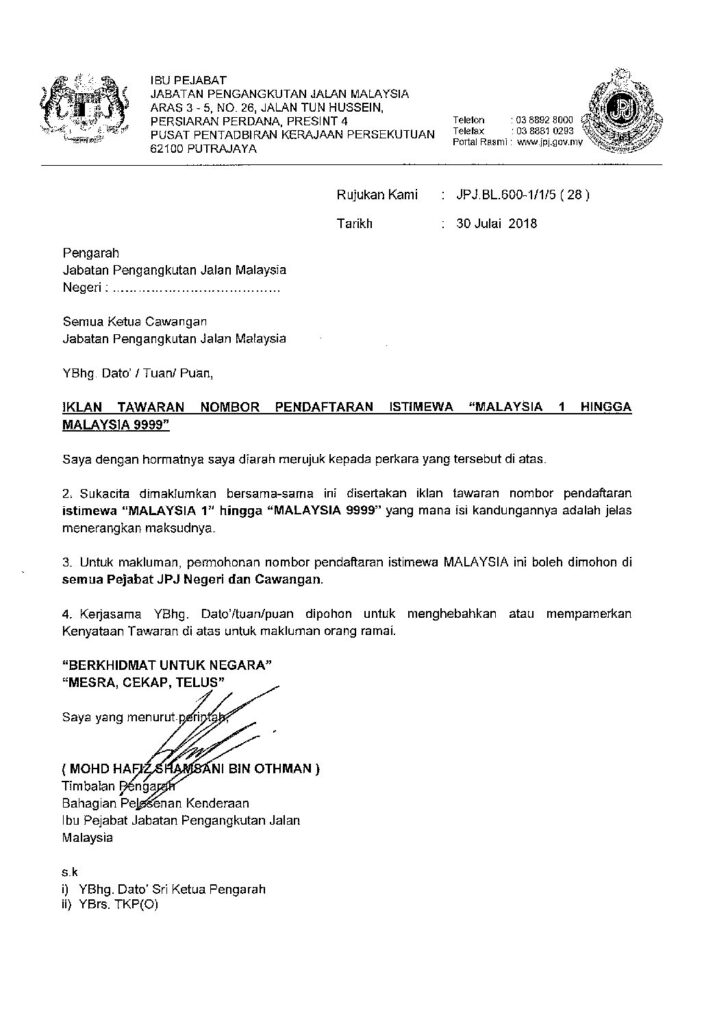 IBU PEJABAT
JABATAN PENGANGKUTAN JALAN MALAYSIA
ARAS 3 - 5, NO. 26, JALAN TUN HUSSEIN,
PERSIARAN PERDANA, PRESINT 4
PUSAT PENTADBIRAN KERAJAAN PERSEKUTUAN
62100 PUTRAJAYA
Telefon : 03 8892 8000
Telefax : 03 8881 0293
Portal Rasmi : www.jpj.gov.my
JPJ
Rujukan Kami : JPJ.BL.600-1/1/5 ( 28 )
Tarikh : 30 Julai 2018
Pengarah
Jabatan Pengangkutan Jalan Malaysia
Negeri : ......................................
Semua Ketua Cawangan
Jabatan Pengangkutan Jalan Malaysia
YBhg. Dato' / Tuan/ Puan,
IKLAN TAWARAN NOMBOR PENDAFTARAN ISTIMEWA “MALAYSIA 1 HINGGA
MALAYSIA 9999”
Saya dengan hormatnya saya diarah merujuk kepada perkara yang tersebut di atas.
2. Sukacita dimaklumkan bersama-sama ini disertakan iklan tawaran nombor pendaftaran
istimewa “MALAYSIA 1” hingga “MALAYSIA 9999” yang mana isi kandungannya adalah jelas
menerangkan maksudnya.
3. Untuk makluman, permohonan nombor pendaftaran istimewa MALAYSIA ini boleh dimohon di
semua Pejabat JPJ Negeri dan Cawangan.
4. Kerjasama YBhg. Dato'/tuan/puan dipohon untuk menghebahkan atau mempamerkan
Kenyataan Tawaran di atas untuk makluman orang ramai.
“BERKHIDMAT UNTUK NEGARA”
“MESRA, CEKAP, TELUS”
Saya yang menurut perintah,
( MOHD HAFIZ SHAMSANI BIN OTHMAN )
Timbalan Pengarah
Bahagian Pelesenan Kenderaan
Ibu Pejabat Jabatan Pengangkutan Jalan
Malaysia
s.k
i) YBhg. Dato' Sri Ketua Pengarah
ii) YBrs. TKP(O)